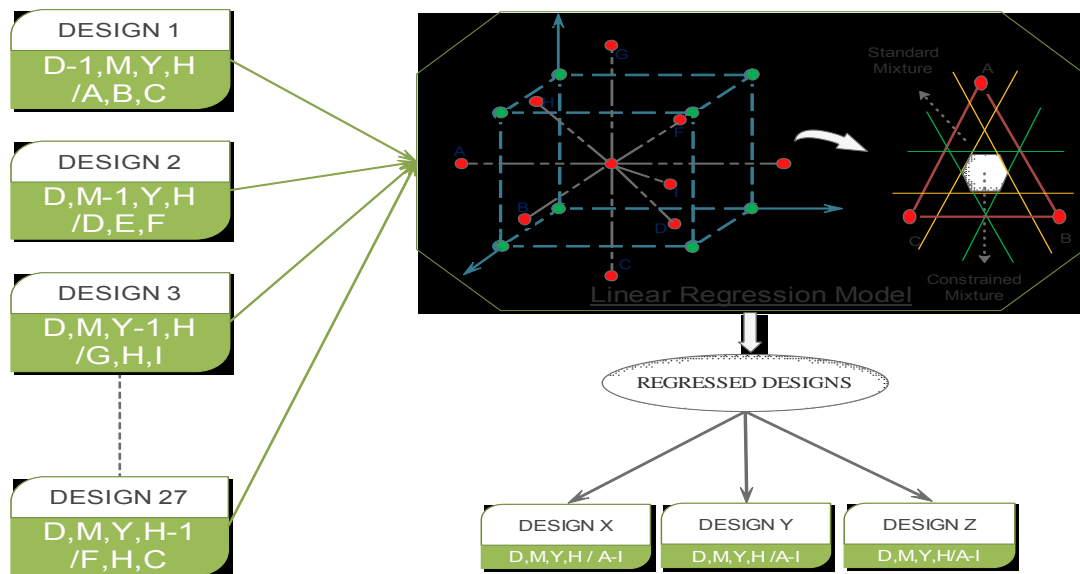 DESIGN 1
D-1,M,Y,H
/A,B,C
DESIGN 2
D,M-1,Y,H
/D,E,F
DESIGN 3
D,M,Y-1,H
/G,H,I
DESIGN 27
D,M,Y,H-1
/F,H,C
G
H
F
A
I
B
D
C
Linear Regression Model
Standard
Mixture
A
C
B
Constrained
Mixture
REGRESSED DESIGNS
DESIGN X
D,M,Y,H / A-I
DESIGN Y
D,M,Y,H /A-I
DESIGN Z
D,M,Y,H/A-I